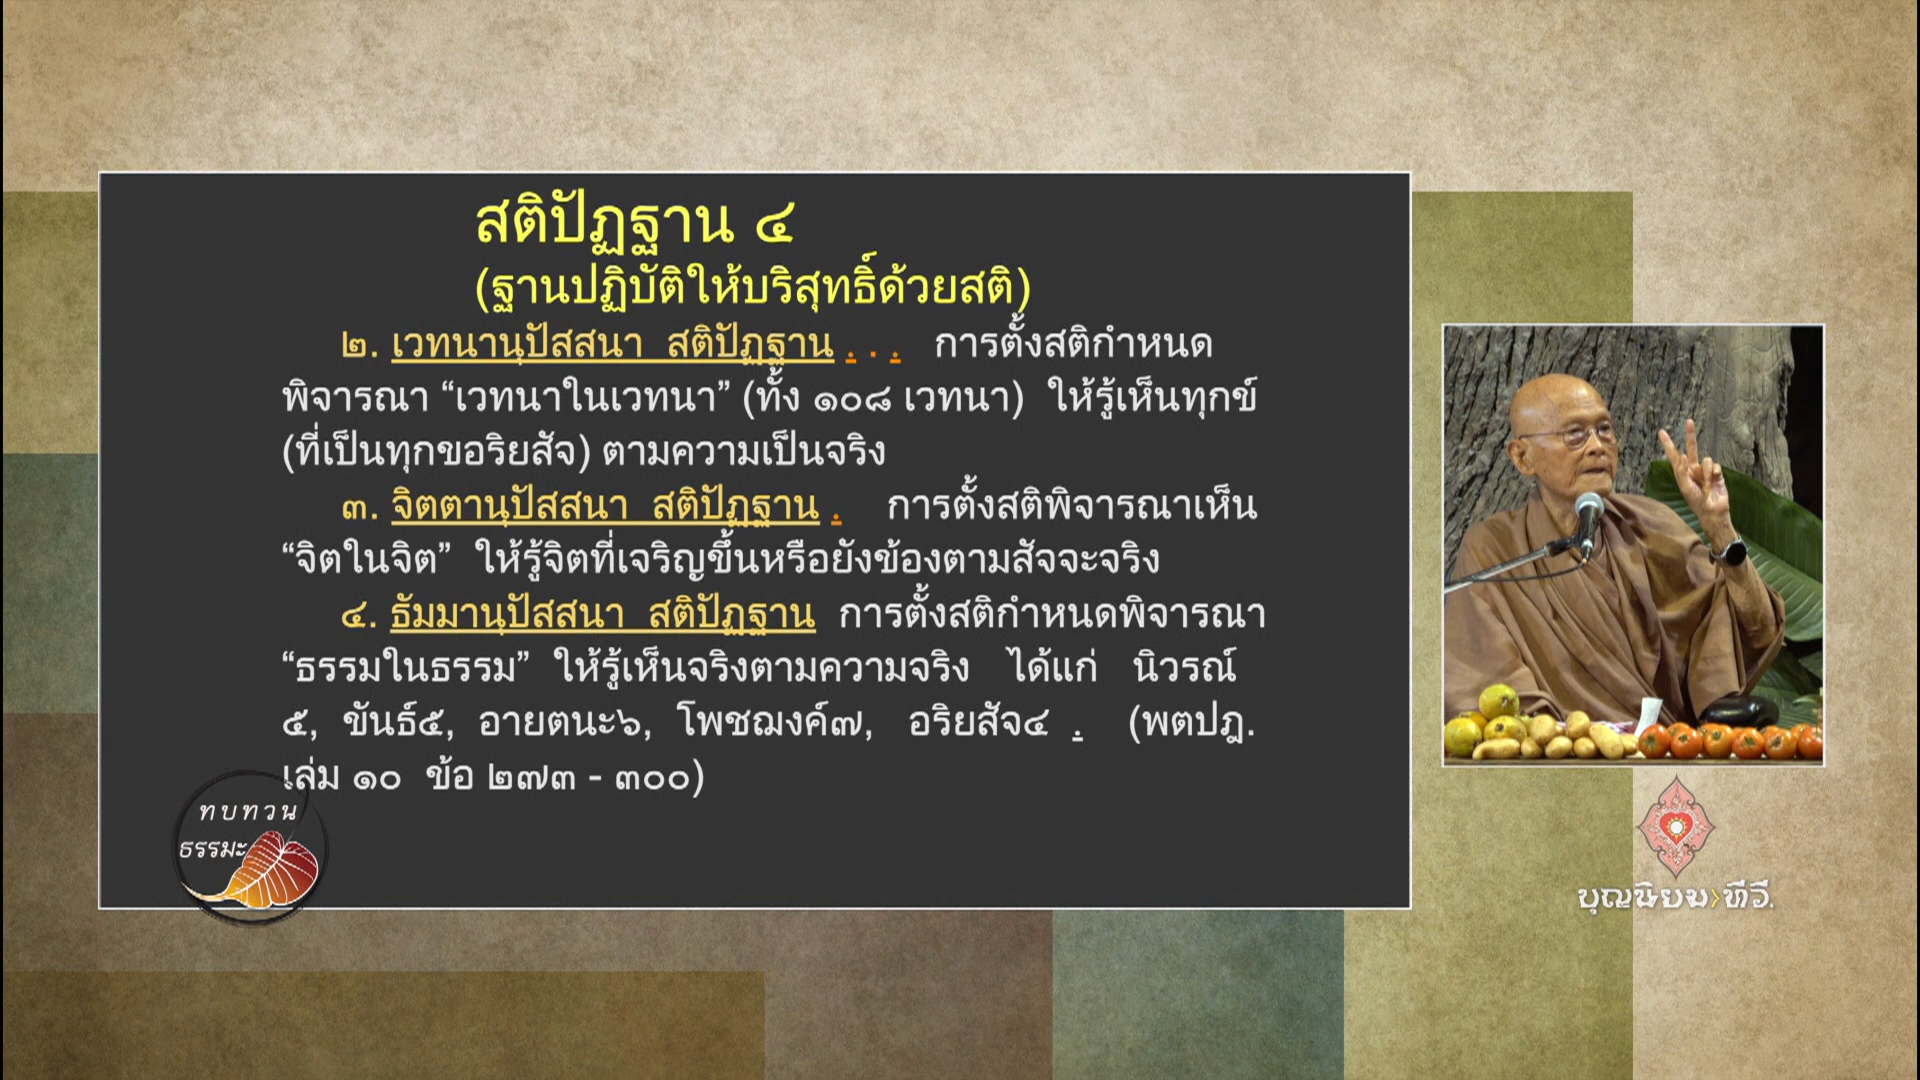 สติปัฏฐาน ๔
(ฐานปฏิบัติให้บริสุทธิ์ด้วยสติ)
๒. เวทนานุปัสสนา สติปัฏฐาน . . . การตั้งสติกำหนด
พิจารณา “เวทนาในเวทนา” (ทั้ง ๑๐๘ เวทนา) ให้รู้เห็นทุกข์
(ที่เป็นทุกขอริยสัจ) ตามความเป็นจริง
๓. จิตตานุปัสสนา สติปัฏฐาน . การตั้งสติพิจารณาเห็น
“จิตในจิต” ให้รู้จิตที่เจริญขึ้นหรือยังข้องตามสัจจะจริง
๔. ธัมมานุปัสสนา สติปัฏฐาน การตั้งสติกำหนดพิจารณา
“ธรรมในธรรม” ให้รู้เห็นจริงตามความจริง ได้แก่ นิวรณ์
๕, ขันธ์๕, อายตนะ๖, โพชฌงค์๗, อริยสัจ๔ . (พตปฎ.
เล่ม ๑๐ ข้อ ๒๗๓ - ๓๐๐)
ทบทวน
ธรรมะ
บุญนิยม>ทีวี.